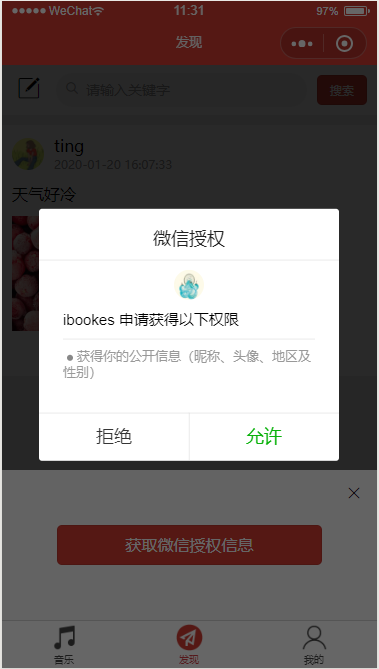 WeChat 11:31 97%
发现
请输入关键字 搜索
ting
2020-01-20 16:07:33
天气好冷
微信授权
ibookes 申请获得以下权限
●获得你的公开信息（昵称、头像、地区及
性别）
拒绝 允许
获取微信授权信息
音乐 发现 我的